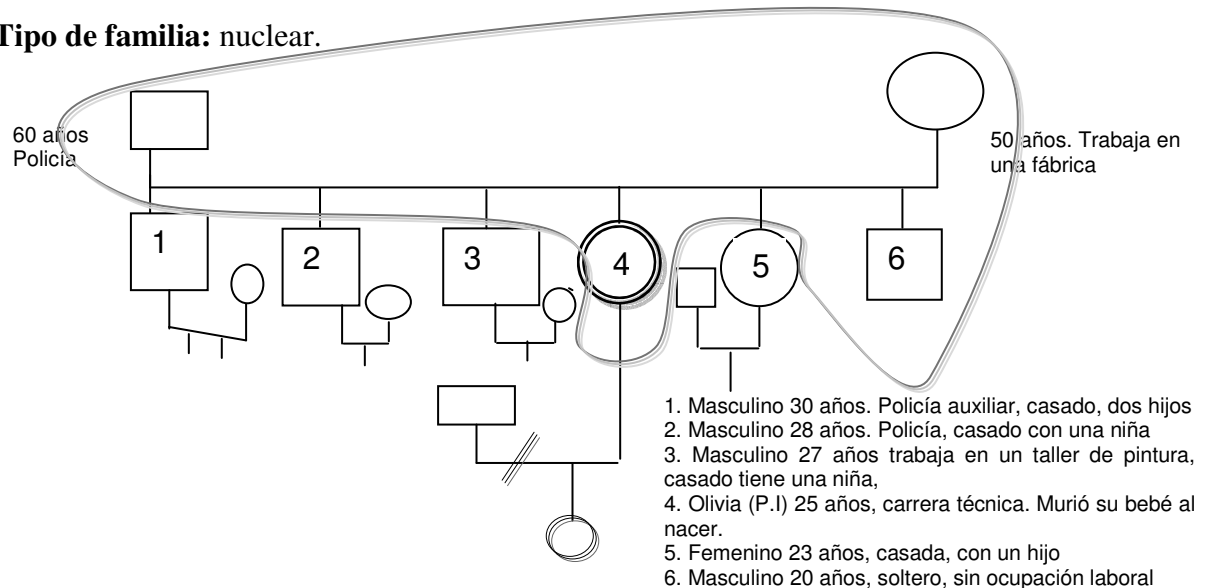 Tipo de familia: nuclear.
60 años
Policía
50 años. Trabaja en
una fábrica
1
2
3
4
5
6
1. Masculino 30 años. Policía auxiliar, casado, dos hijos
2. Masculino 28 años. Policía, casado con una niña
3. Masculino 27 años trabaja en un taller de pintura,
casado tiene una niña,
4. Olivia (P.I) 25 años, carrera técnica. Murió su bebé al
nacer.
5. Femenino 23 años, casada, con un hijo
6. Masculino 20 años, soltero, sin ocupación laboral